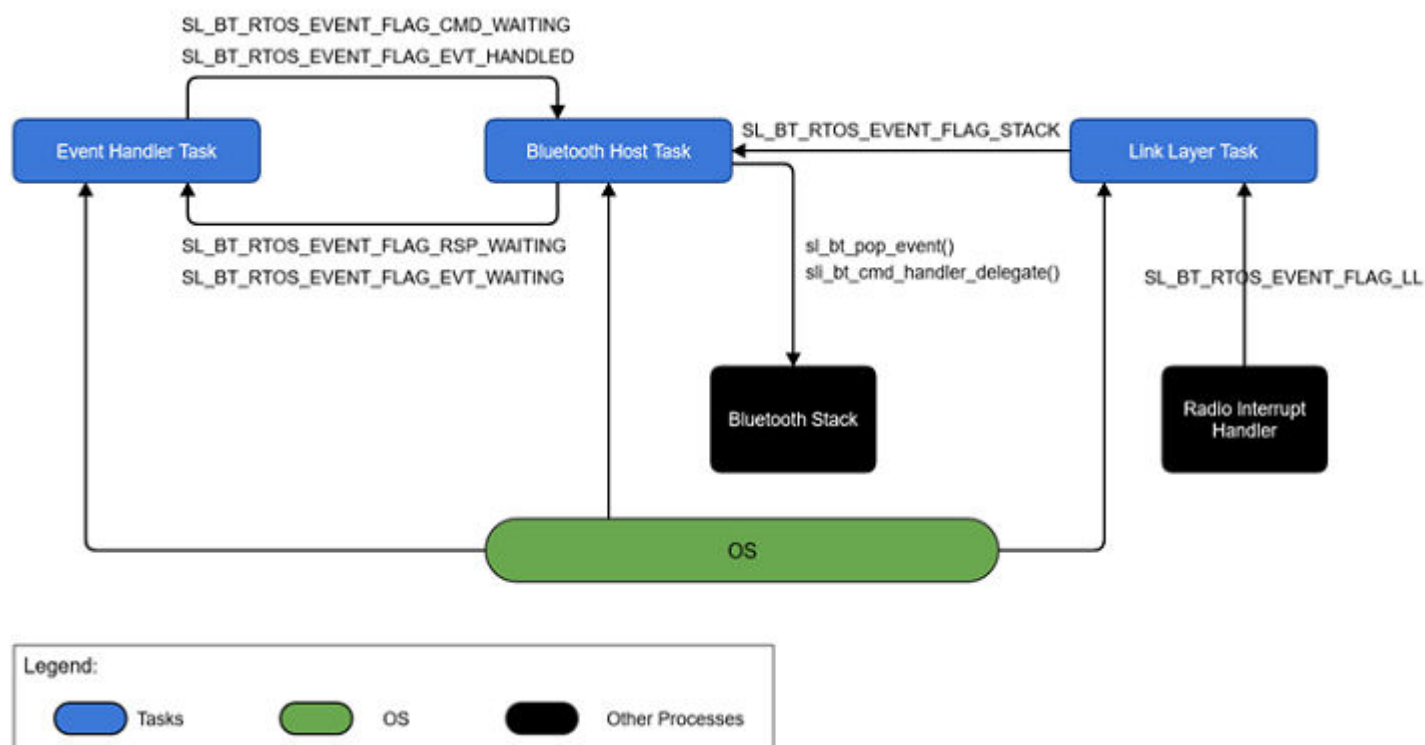 SL_BT_RTOS_EVENT_FLAG_CMD_WAITING
SL_BT_RTOS_EVENT_FLAG_EVT_HANDLED
Event Handler Task
Bluetooth Host Task
SL_BT_RTOS_EVENT_FLAG_STACK
Link Layer Task
SL_BT_RTOS_EVENT_FLAG_RSP_WAITING
SL_BT_RTOS_EVENT_FLAG_EVT_WAITING
sl_bt_pop_event()
sli_bt_cmd_handler_delegate()
SL_BT_RTOS_EVENT_FLAG_LL
Bluetooth Stack
Radio Interrupt
Handler
OS
Legend:
Tasks
OS
Other Processes